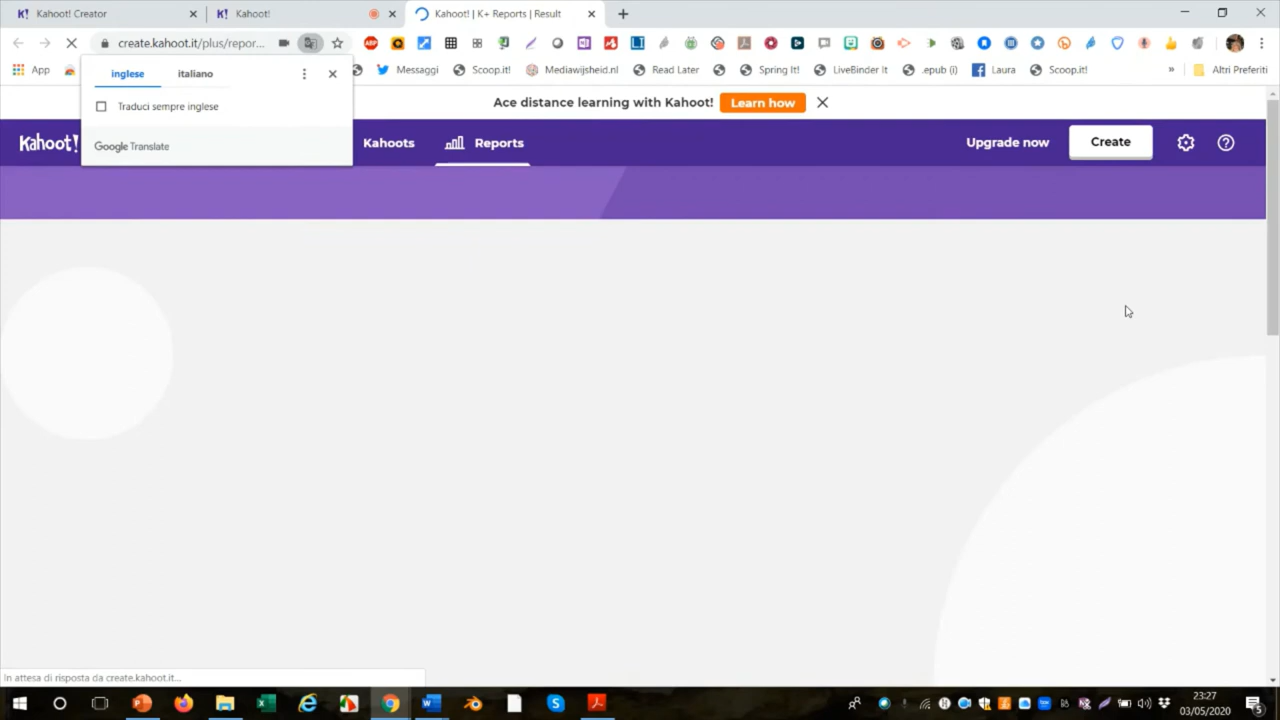 Kahoot! Creator
Kahoot!
Kahoot! | K+ Reports | Result
create.kahoot.it/plus/repor...
App
Messaggi
Scoop.it!
Mediawijsheid.nl
Read Later
Spring It!
LiveBinder It
.epub (i)
Laura
Scoop.it!
»
Altri Preferiti
inglese
italiano
Traduci sempre inglese
Google Translate
Ace distance learning with Kahoot!
Learn how
Kahoot!
Kahoots
Reports
Upgrade now
Create
In attesa di risposta da create.kahoot.it...
23:27
03/05/2020
5